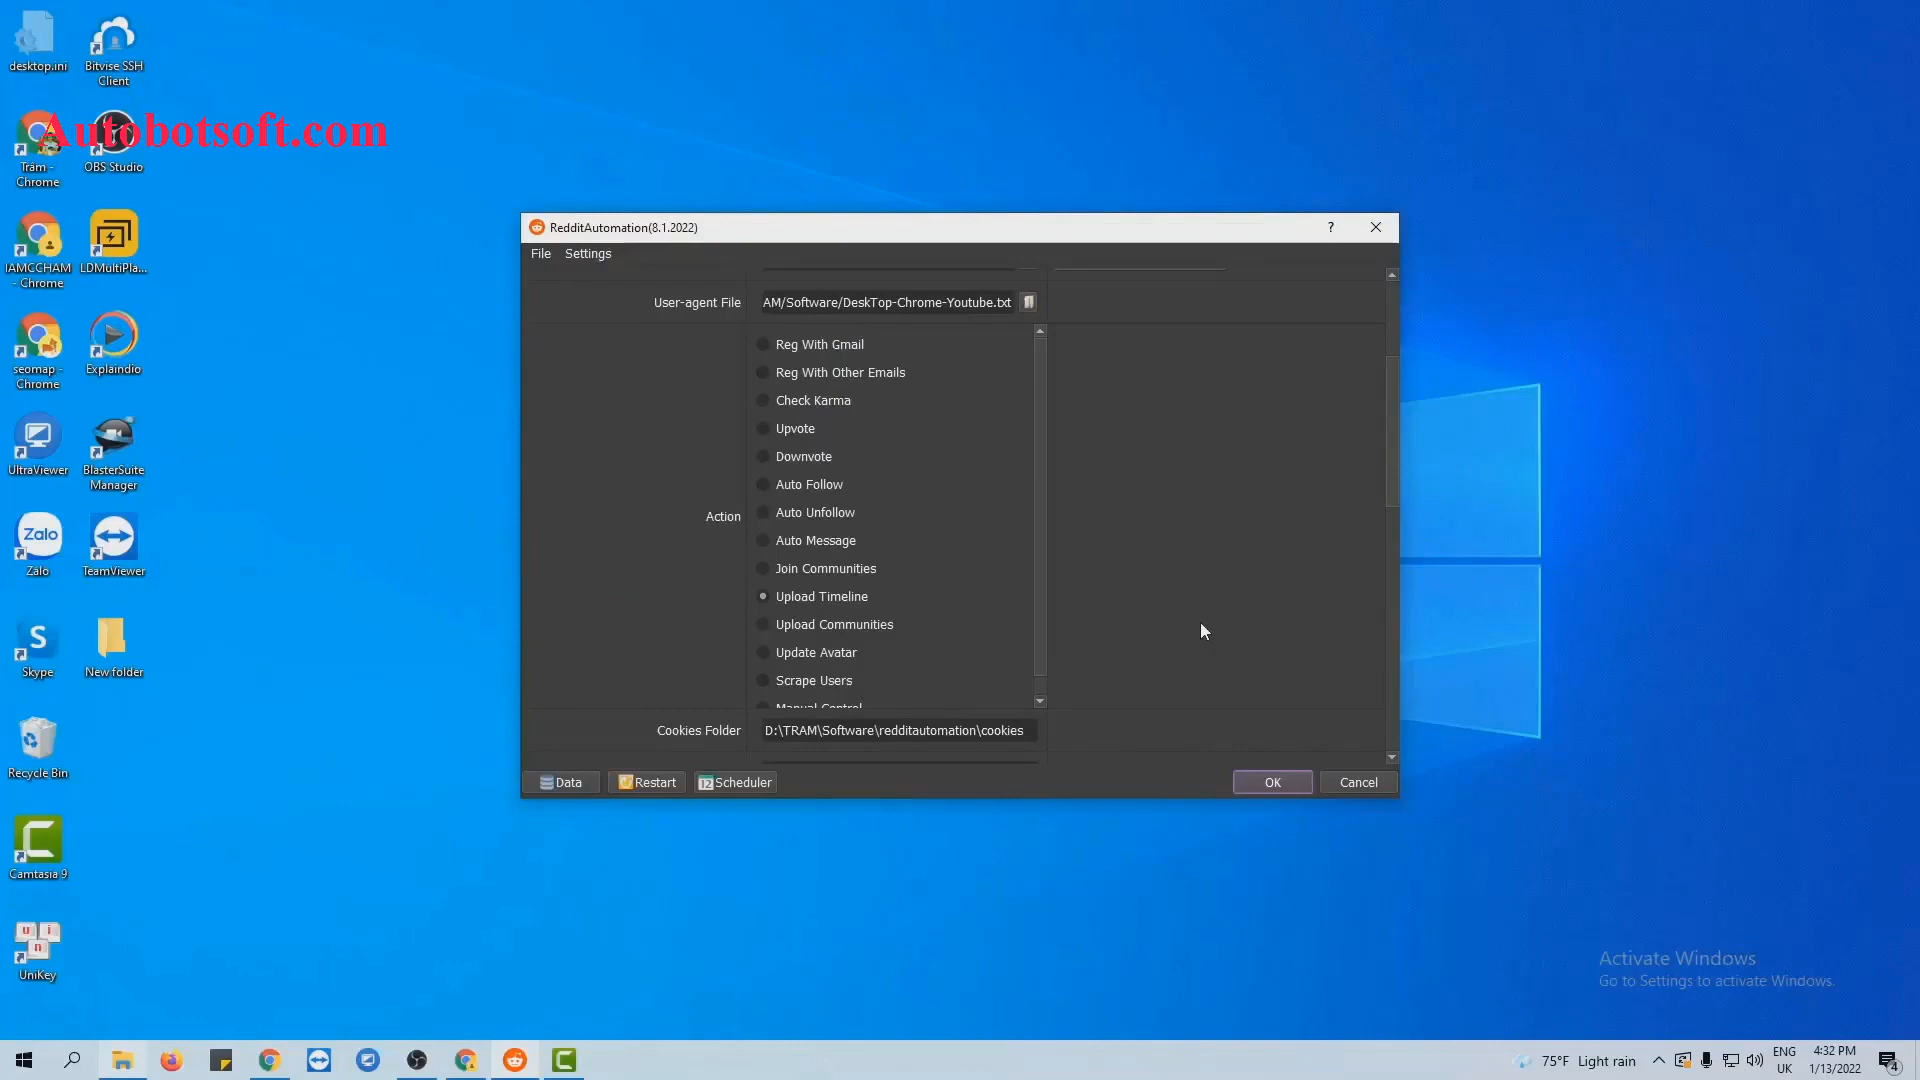 desktop.ini
Bitvise SSH
Client
Autobotsoft.com
Trâm -
Chrome
OBS Studio
IAMCCHAM
- Chrome
LDMultiPla...
seomap -
Chrome
Explaindio
UltraViewer
BlasterSuite
Manager
Zalo
Zalo
TeamViewer
S
Skype
New folder
Recycle Bin
Camtasia 9
u i
n
UniKey
RedditAutomation(8.1.2022)
?
File Settings
User-agent File
AM/Software/DeskTop-Chrome-Youtube.txt
Reg With Gmail
Reg With Other Emails
Check Karma
Upvote
Downvote
Auto Follow
Auto Unfollow
Action
Auto Message
Join Communities
Upload Timeline
Upload Communities
Update Avatar
Scrape Users
Manual Control
Cookies Folder
D:\TRAM\Software\redditautomation\cookies
Data
Restart
12 Scheduler
OK
Cancel
Activate Windows
Go to Settings to activate Windows.
75°F Light rain
ENG
UK
4:32 PM
1/13/2022
4